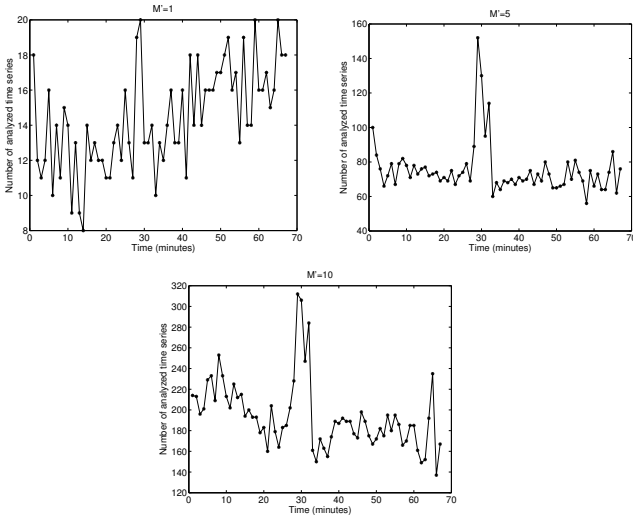 M'=1
Number of analyzed time series
20
18
16
14
12
10
8
0 10 20 30 40 50 60 70
Time (minutes)
M'=5
Number of analyzed time series
160
140
120
100
80
60
40
0 10 20 30 40 50 60 70
Time (minutes)
M'=10
Number of analyzed time series
320
300
280
260
240
220
200
180
160
140
120
0 10 20 30 40 50 60 70
Time (minutes)